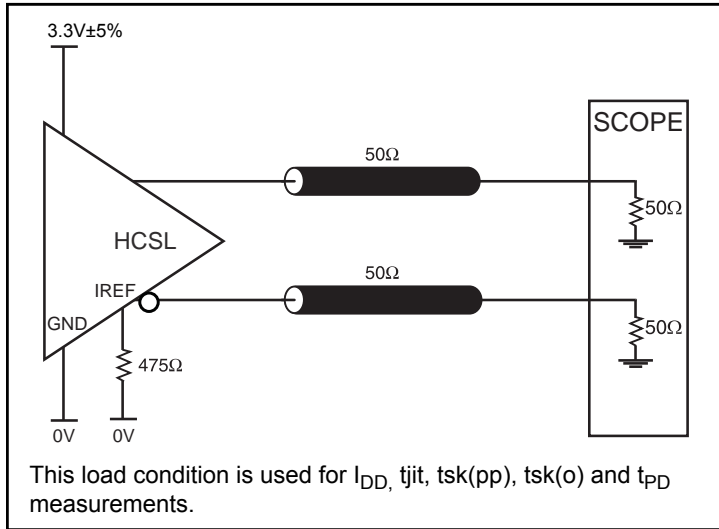 3.3V±5%
SCOPE
50Ω
50Ω
HCSL
50Ω
IREF
50Ω
GND
475Ω
0V
0V
This load condition is used for IDD, tjit, tsk(pp), tsk(o) and tPD
measurements.